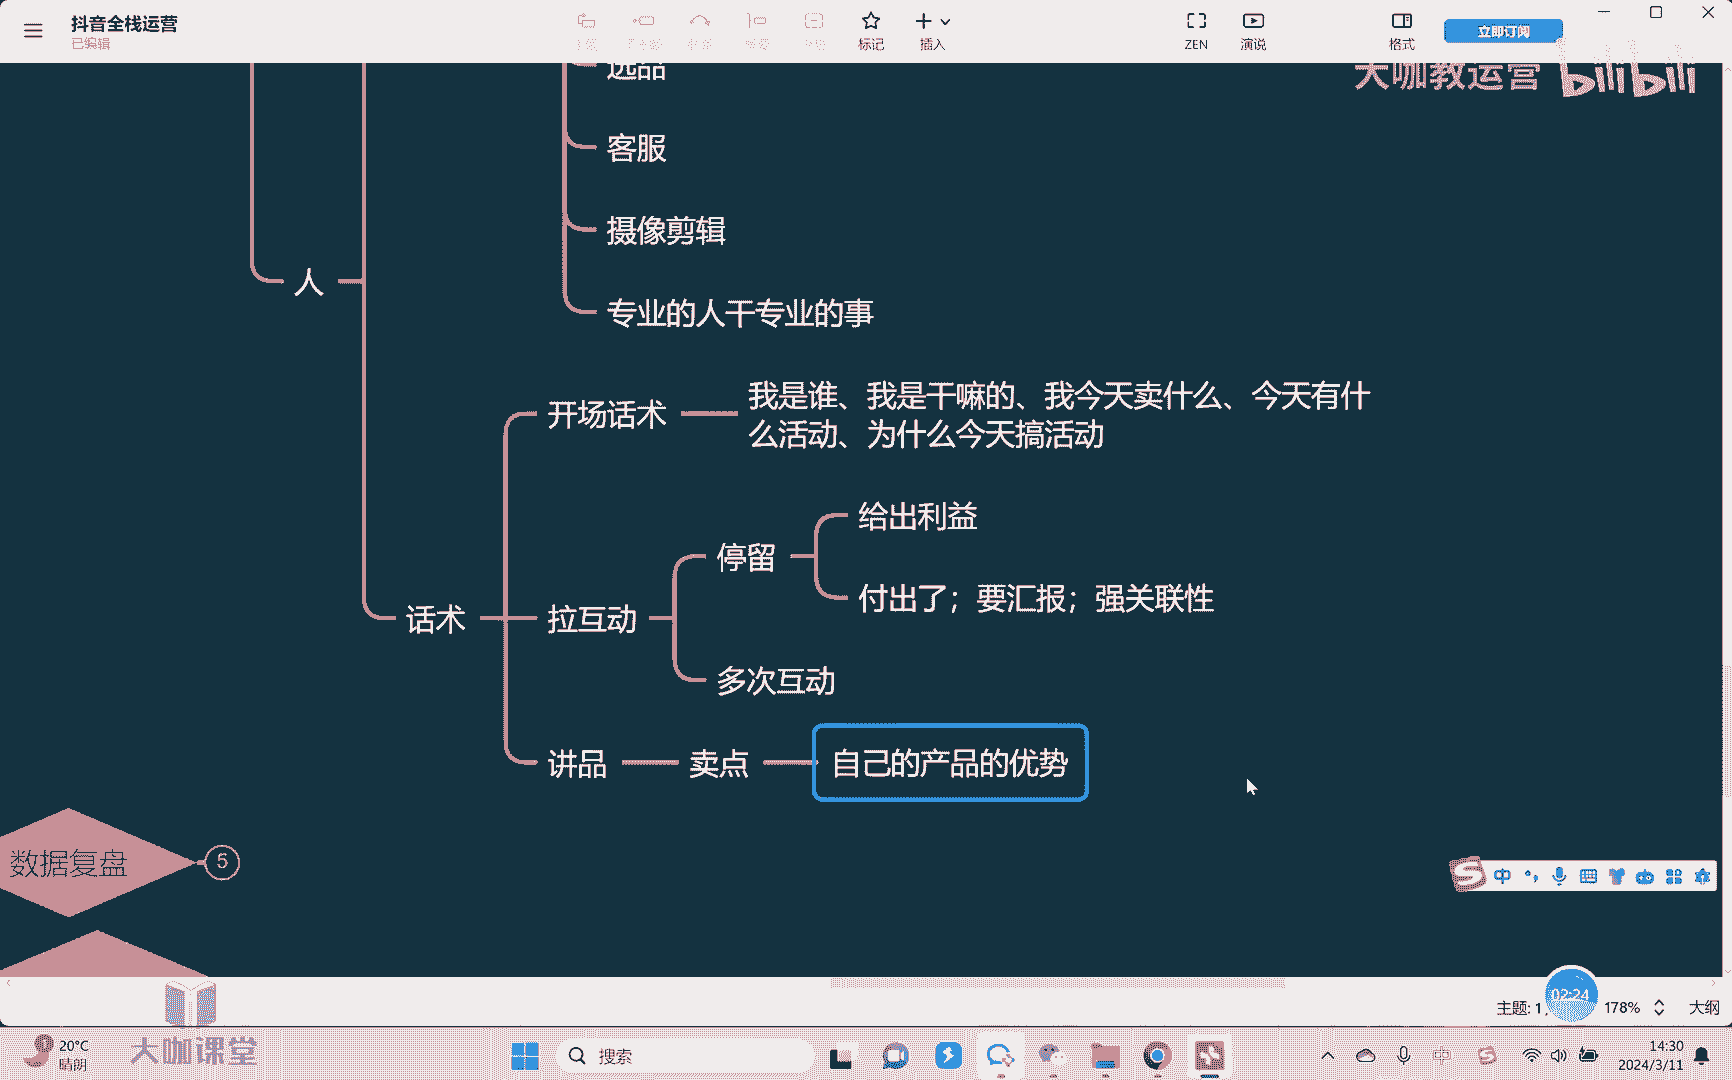 抖音全栈运营
已编辑
标记
插入
ZEN
演说
格式
立即订阅
大咖教运营 bilibili
选品
客服
摄像剪辑
人
专业的人干专业的事
开场话术
我是谁、我是干嘛的、我今天卖什么、今天有什
么活动、为什么今天搞活动
给出利益
停留
付出了；要汇报；强关联性
话术
拉互动
多次互动
讲品
卖点
自己的产品的优势
数据复盘
5
中
主题: 1,
02:24
178%
大纲
20°C
晴朗
大咖课堂
搜索
中
14:30
2024/3/11